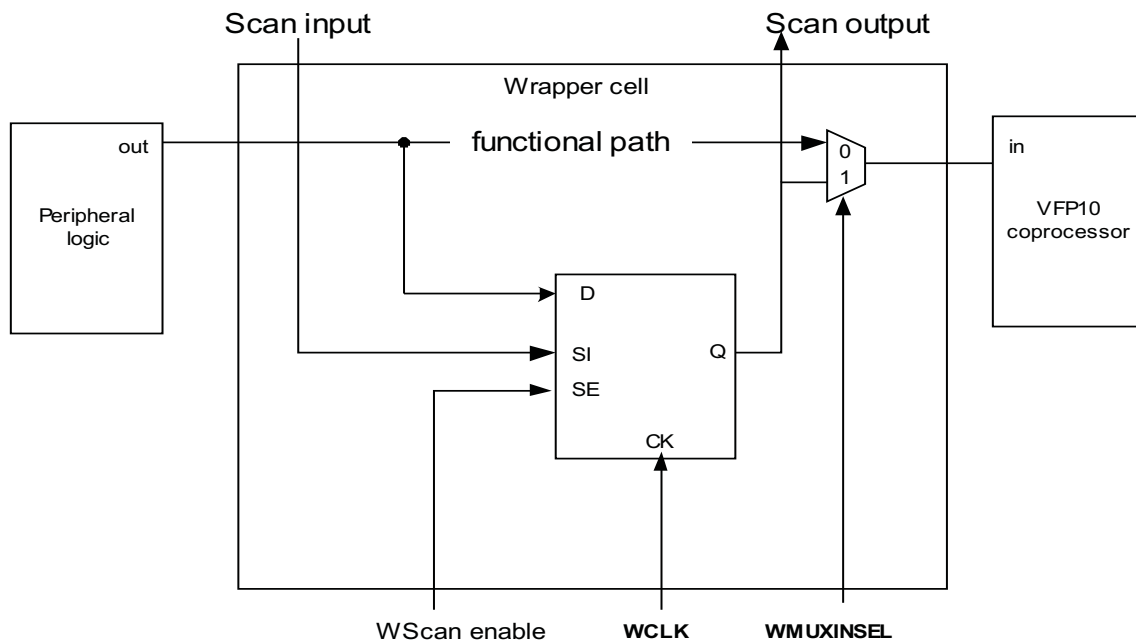 Scan input
Scan output
Wrapper cell
out
functional path
0
1
in
Peripheral
logic
VFP10
coprocessor
D
SI
Q
SE
CK
WScan enable
WCLK
WMUXINSEL